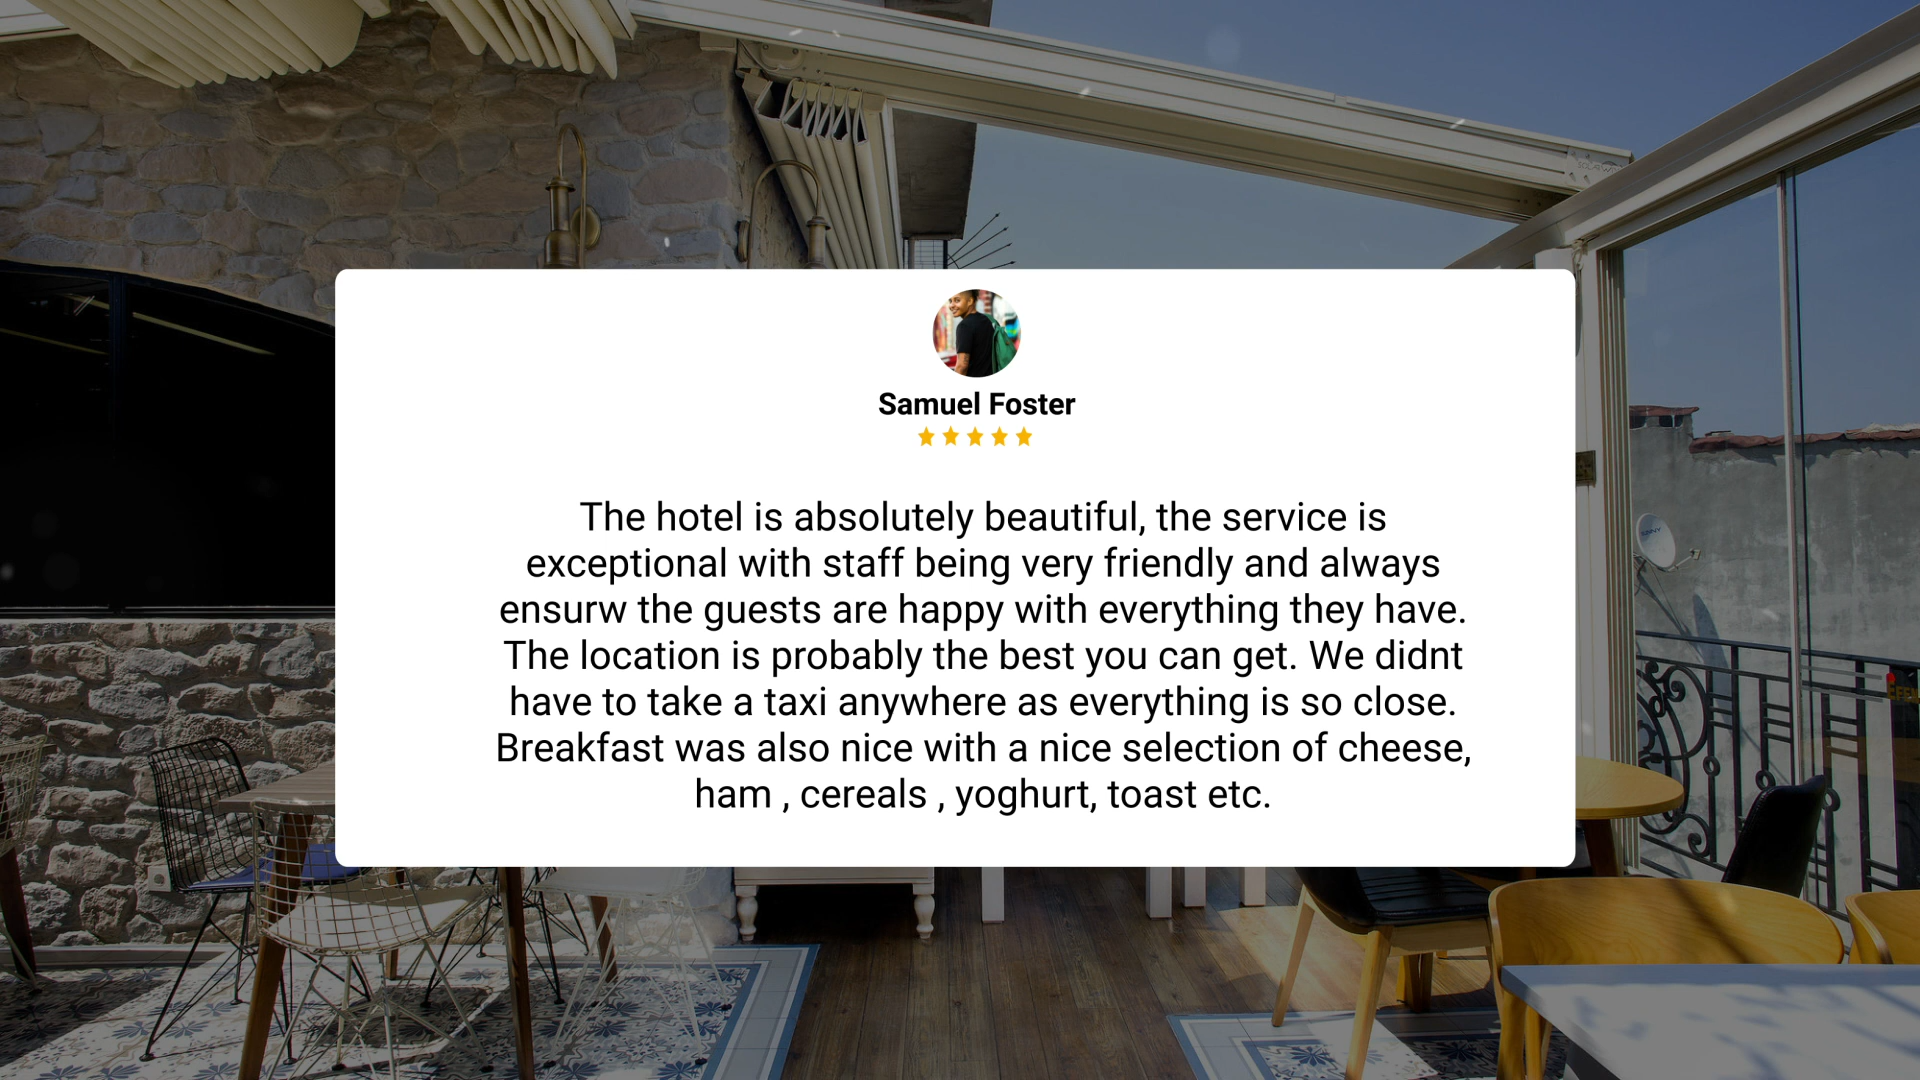 Samuel Foster
The hotel is absolutely beautiful, the service is
exceptional with staff being very friendly and always
ensurw the guests are happy with everything they have.
The location is probably the best you can get. We didnt
have to take a taxi anywhere as everything is so close.
Breakfast was also nice with a nice selection of cheese,
ham , cereals , yoghurt, toast etc.